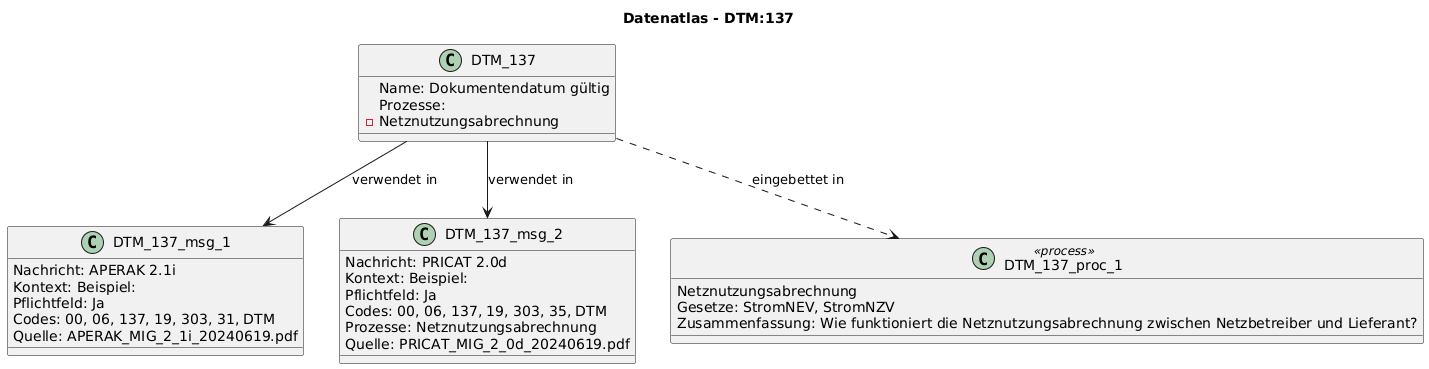 Datenatlas - DTM:137
C DTM_137
Name: Dokumentendatum gültig
Prozesse:
Netznutzungsabrechnung
verwendet in
verwendet in
eingebettet in
C DTM_137_msg_1
Nachricht: APERAK 2.1i
Kontext: Beispiel:
Pflichtfeld: Ja
Codes: 00, 06, 137, 19, 303, 31, DTM
Quelle: APERAK_MIG_2_1i_20240619.pdf
C DTM_137_msg_2
Nachricht: PRICAT 2.0d
Kontext: Beispiel:
Pflichtfeld: Ja
Codes: 00, 06, 137, 19, 303, 35, DTM
Prozesse: Netznutzungsabrechnung
Quelle: PRICAT_MIG_2_0d_20240619.pdf
«process»
C DTM_137_proc_1
Netznutzungsabrechnung
Gesetze: StromNEV, StromNZV
Zusammenfassung: Wie funktioniert die Netznutzungsabrechnung zwischen Netzbetreiber und Lieferant?